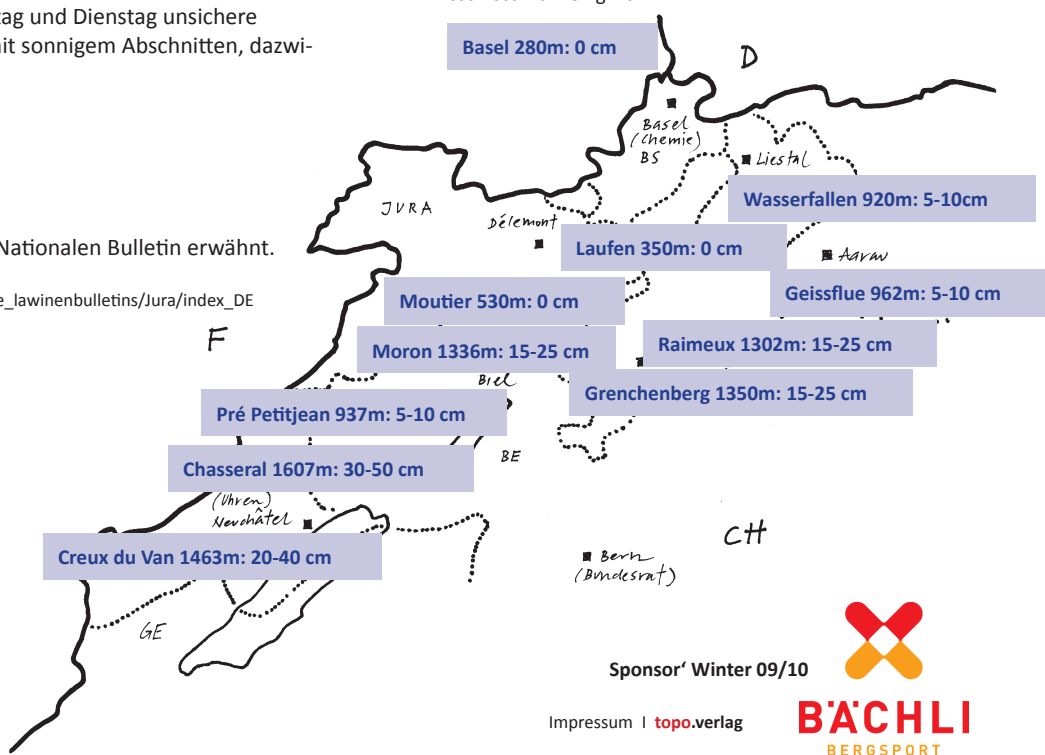 tag und Dienstag unsichere
mit sonnigem Abschnitten, dazwi-
Basel 280m: 0 cm
D
Basel
(Chemie)
BS
Liestal
Wasserfallen 920m: 5-10cm
JURA
Délemont
Laufen 350m: 0 cm
Aarau
Nationalen Bulletin erwähnt.
e_lawinenbulletins/Jura/index_DE
Moutier 530m: 0 cm
Geissflue 962m: 5-10 cm
F
Moron 1336m: 15-25 cm
Raimeux 1302m: 15-25 cm
Biel
Grenchenberg 1350m: 15-25 cm
Pré Petitjean 937m: 5-10 cm
BE
Chasseral 1607m: 30-50 cm
(Uhren)
Neuchâtel
CH
Creux du Van 1463m: 20-40 cm
Bern
(Bundesrat)
GE
Sponsor' Winter 09/10
Impressum I topo.verlag
BÄCHLI
BERGSPORT